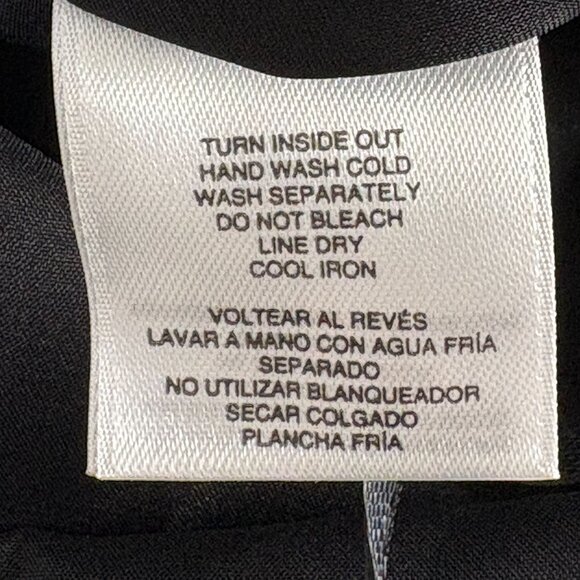 TURN INSIDE OUT
HAND WASH COLD
WASH SEPARATELY
DO NOT BLEACH
LINE DRY
COOL IRON
VOLTEAR AL REVÉS
LAVAR A MANO CON AGUA FRÍA
SEPARADO
NO UTILIZAR BLANQUEADOR
SECAR COLGADO
PLANCHA FRÍA